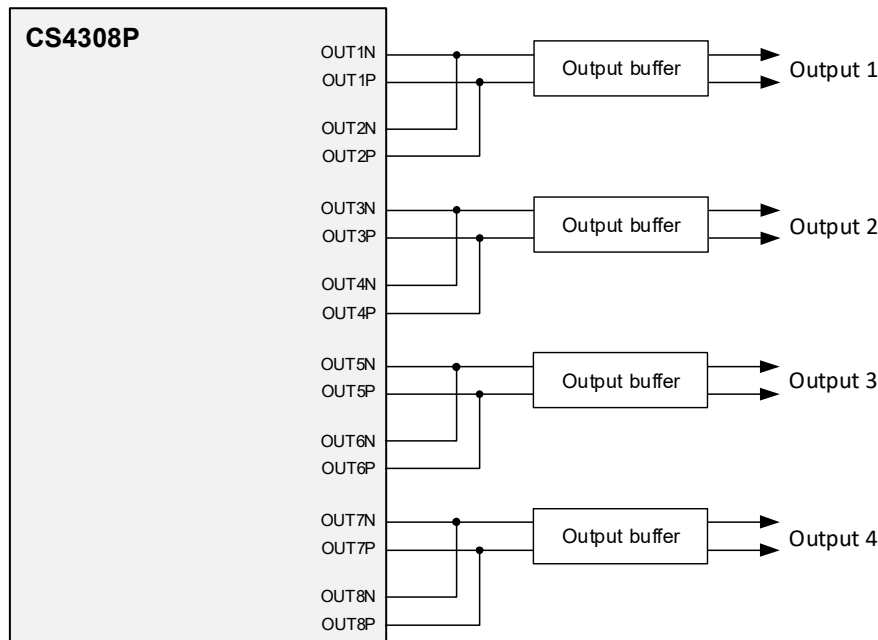 CS4308P
OUT1N
OUT1P
Output buffer
Output 1
OUT2N
OUT2P
OUT3N
OUT3P
Output buffer
Output 2
OUT4N
OUT4P
OUT5N
OUT5P
Output buffer
Output 3
OUT6N
OUT6P
OUT7N
OUT7P
Output buffer
Output 4
OUT8N
OUT8P